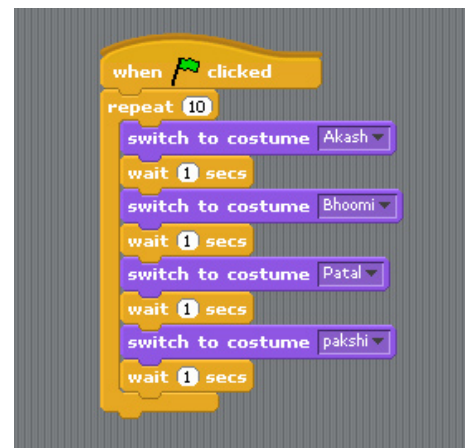 when clicked
repeat 10
switch to costume Akash
wait 1 secs
switch to costume Bhoomi
wait 1 secs
switch to costume Patal
wait 1 secs
switch to costume pakshi
wait 1 secs